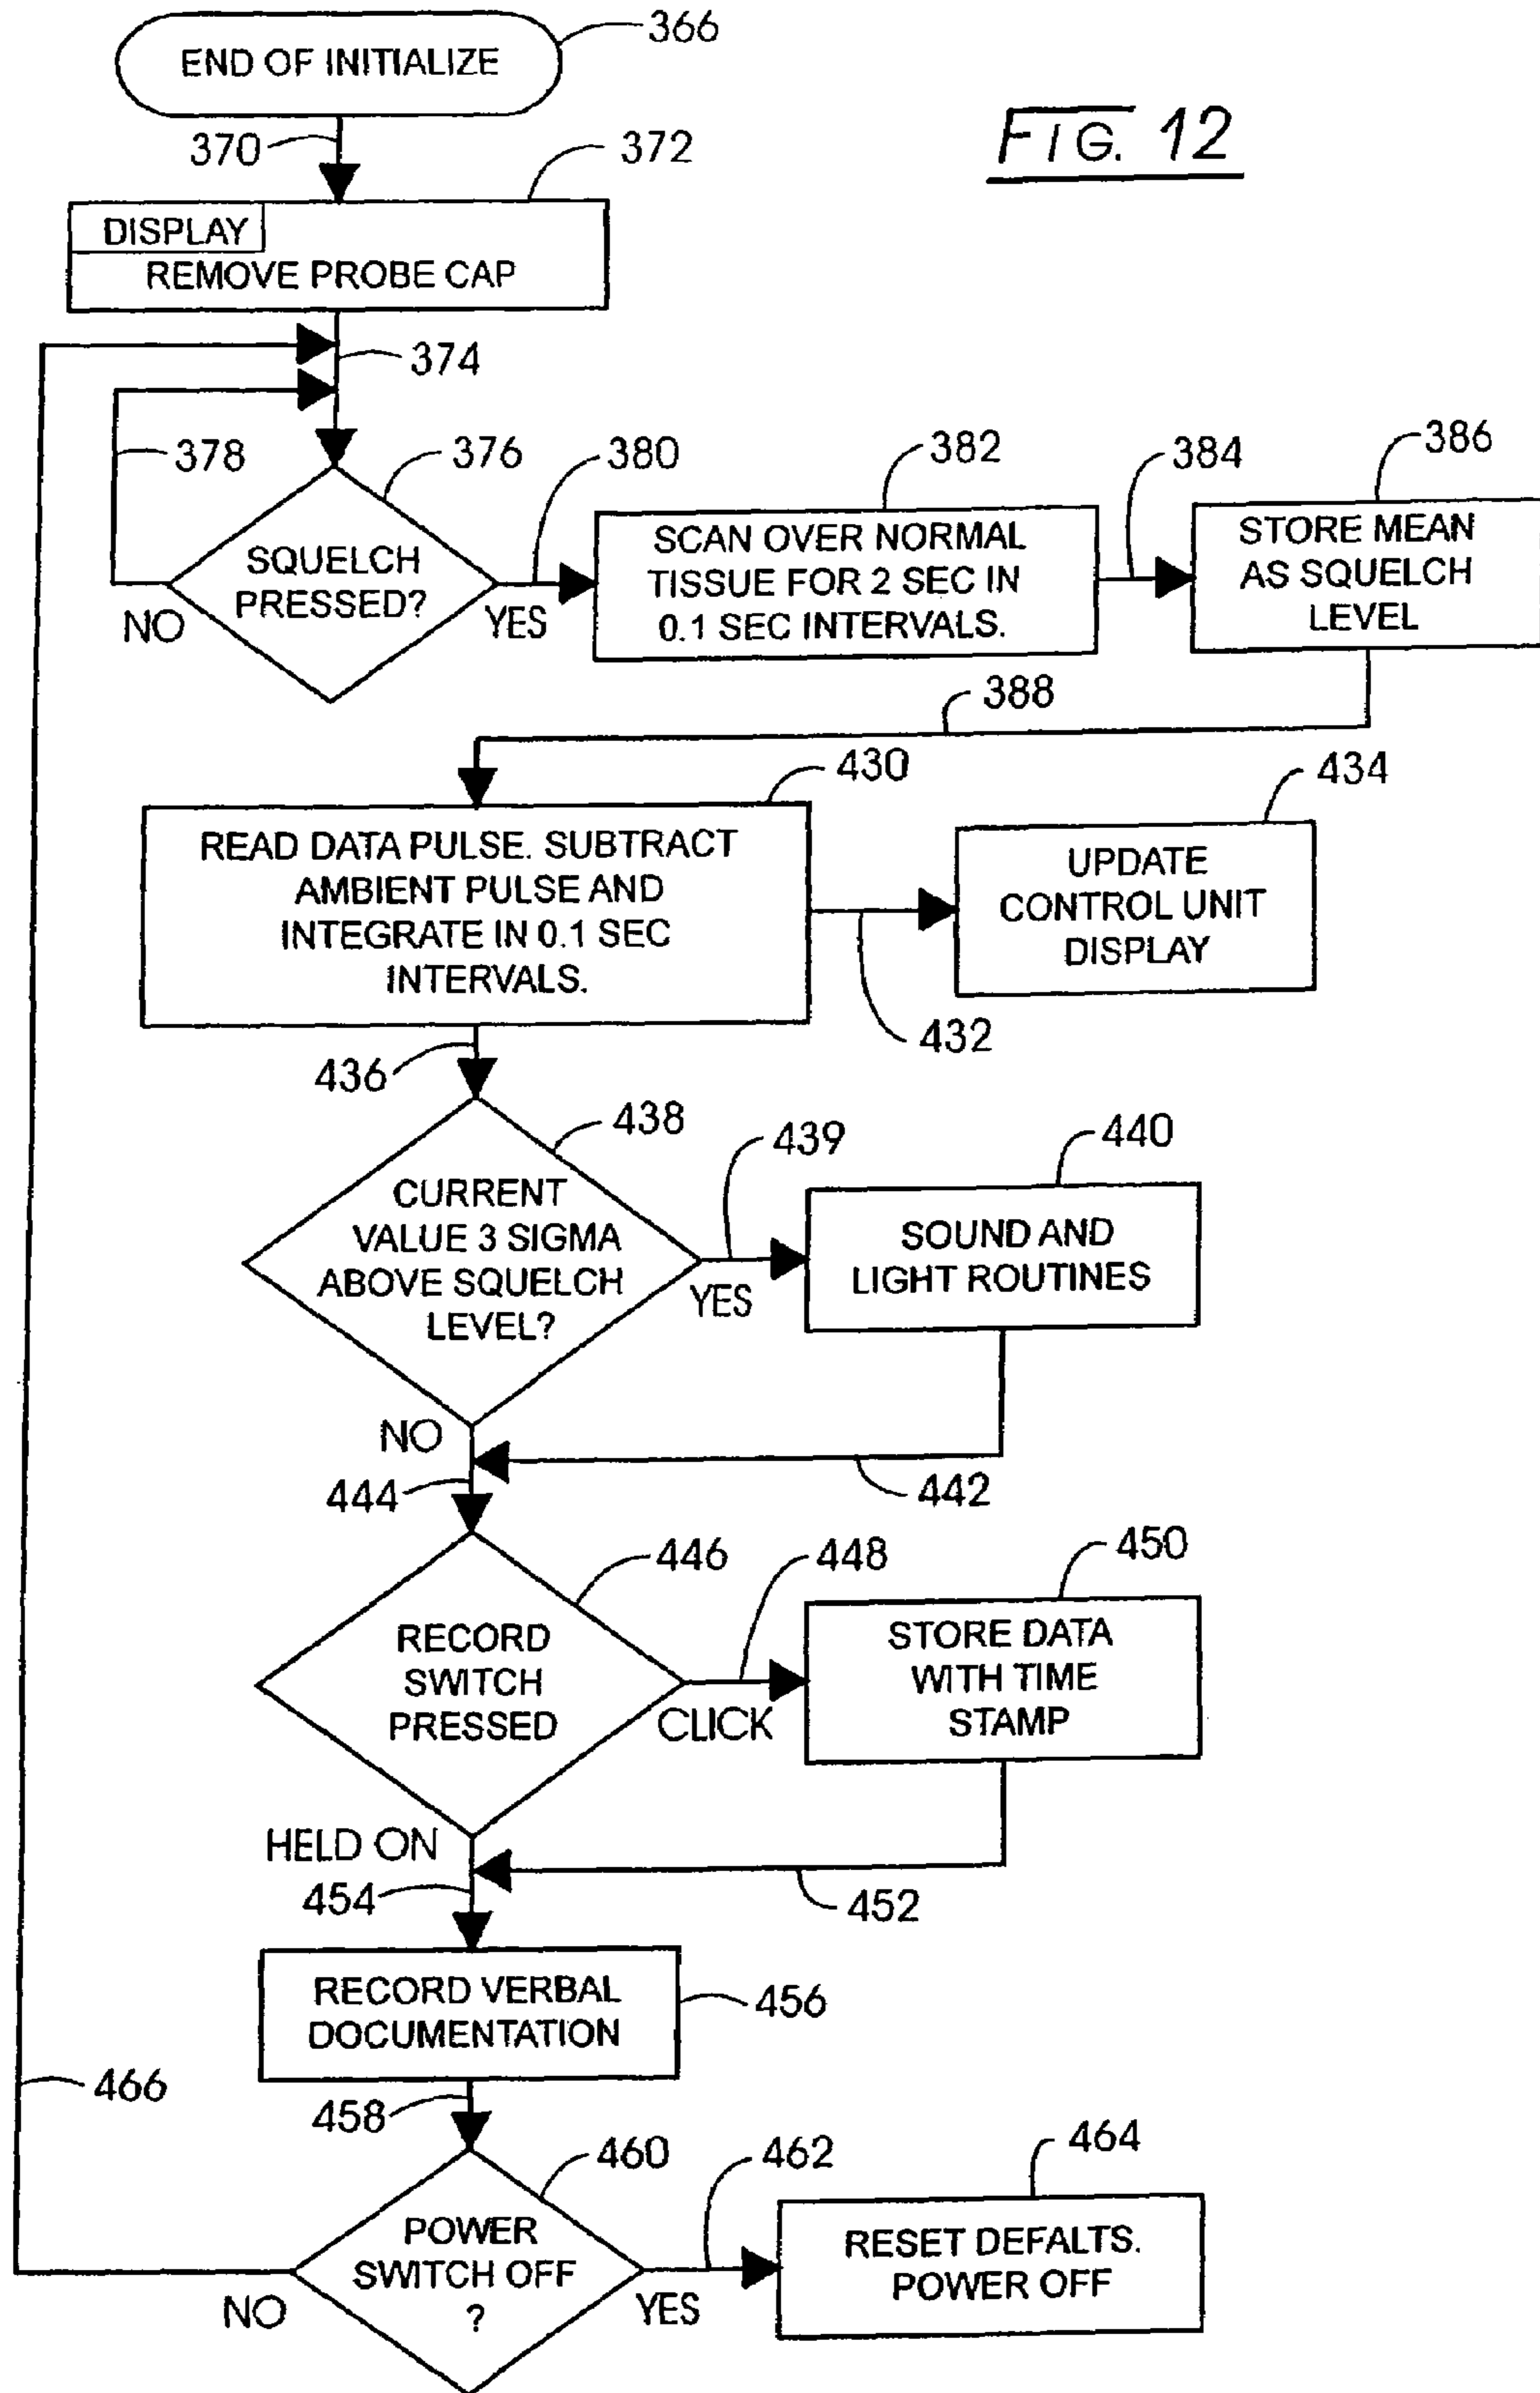 366
END OF INITIALIZE
FIG. 12
370
372
DISPLAY
REMOVE PROBE CAP
374
378
376
380
382
384
386
SQUELCH
PRESSED?
NO
YES
SCAN OVER NORMAL
TISSUE FOR 2 SEC IN
0.1 SEC INTERVALS.
STORE MEAN
AS SQUELCH
LEVEL
388
430
434
READ DATA PULSE. SUBTRACT
AMBIENT PULSE AND
INTEGRATE IN 0.1 SEC
INTERVALS.
UPDATE
CONTROL UNIT
DISPLAY
432
436
438
439
440
CURRENT
VALUE 3 SIGMA
ABOVE SQUELCH
LEVEL?
YES
SOUND AND
LIGHT ROUTINES
NO
444
442
446
448
450
RECORD
SWITCH
PRESSED
CLICK
STORE DATA
WITH TIME
STAMP
HELD ON
454
452
RECORD VERBAL
DOCUMENTATION
456
466
458
460
462
464
POWER
SWITCH OFF
?
NO
YES
RESET DEFALTS.
POWER OFF